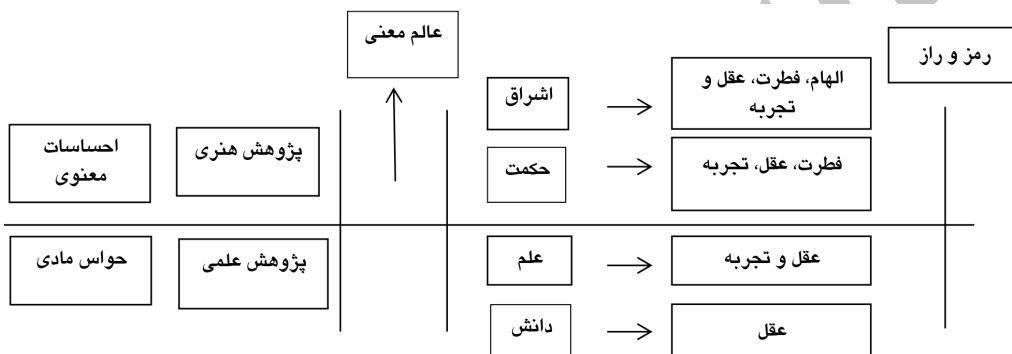 رمز و راز
عالم معنی
الهام، فطرت، عقل و
تجربه
اشراق
فطرت، عقل، تجربه
حکمت
پژوهش هنری
احساسات
معنوی
عقل و تجربه
علم
پژوهش علمی
حواس مادی
عقل
دانش